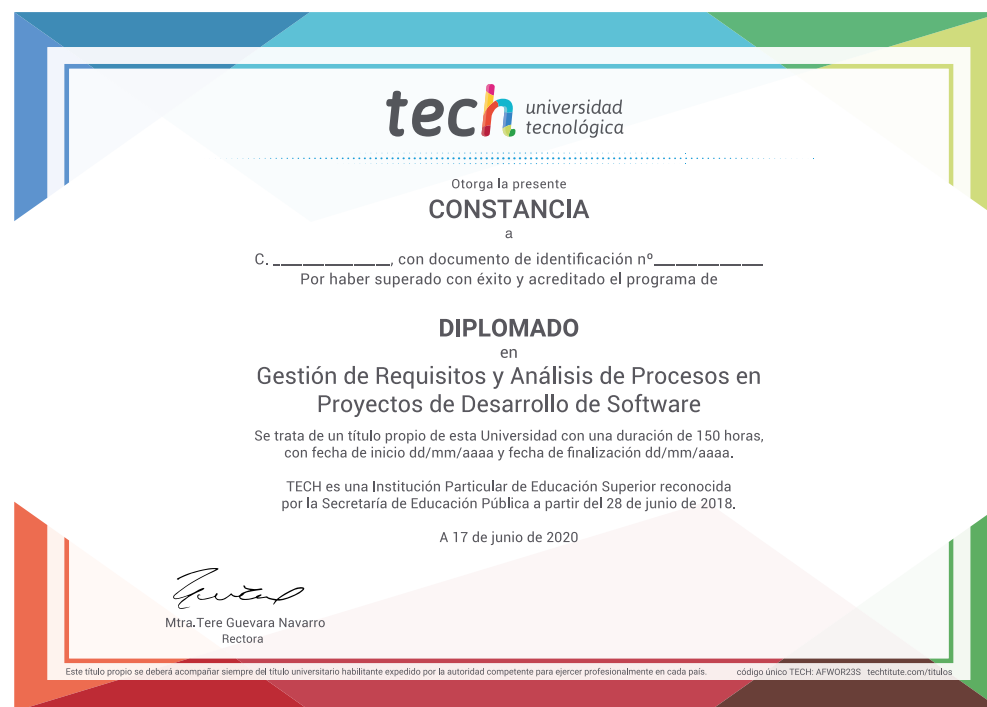 tech universidad
tecnológica
Otorga la presente
CONSTANCIA
a
C. ______________, con documento de identificación nº_____________
Por haber superado con éxito y acreditado el programa de
DIPLOMADO
en
Gestión de Requisitos y Análisis de Procesos en
Proyectos de Desarrollo de Software
Se trata de un título propio de esta Universidad con una duración de 150 horas,
con fecha de inicio dd/mm/aaaa y fecha de finalización dd/mm/aaaa.
TECH es una Institución Particular de Educación Superior reconocida
por la Secretaría de Educación Pública a partir del 28 de junio de 2018.
A 17 de junio de 2020
Mtra.Tere Guevara Navarro
Rectora
Este título propio se deberá acompañar siempre del título universitario habilitante expedido por la autoridad competente para ejercer profesionalmente en cada país. código único TECH: AFWOR23S techtitute.com/titulos